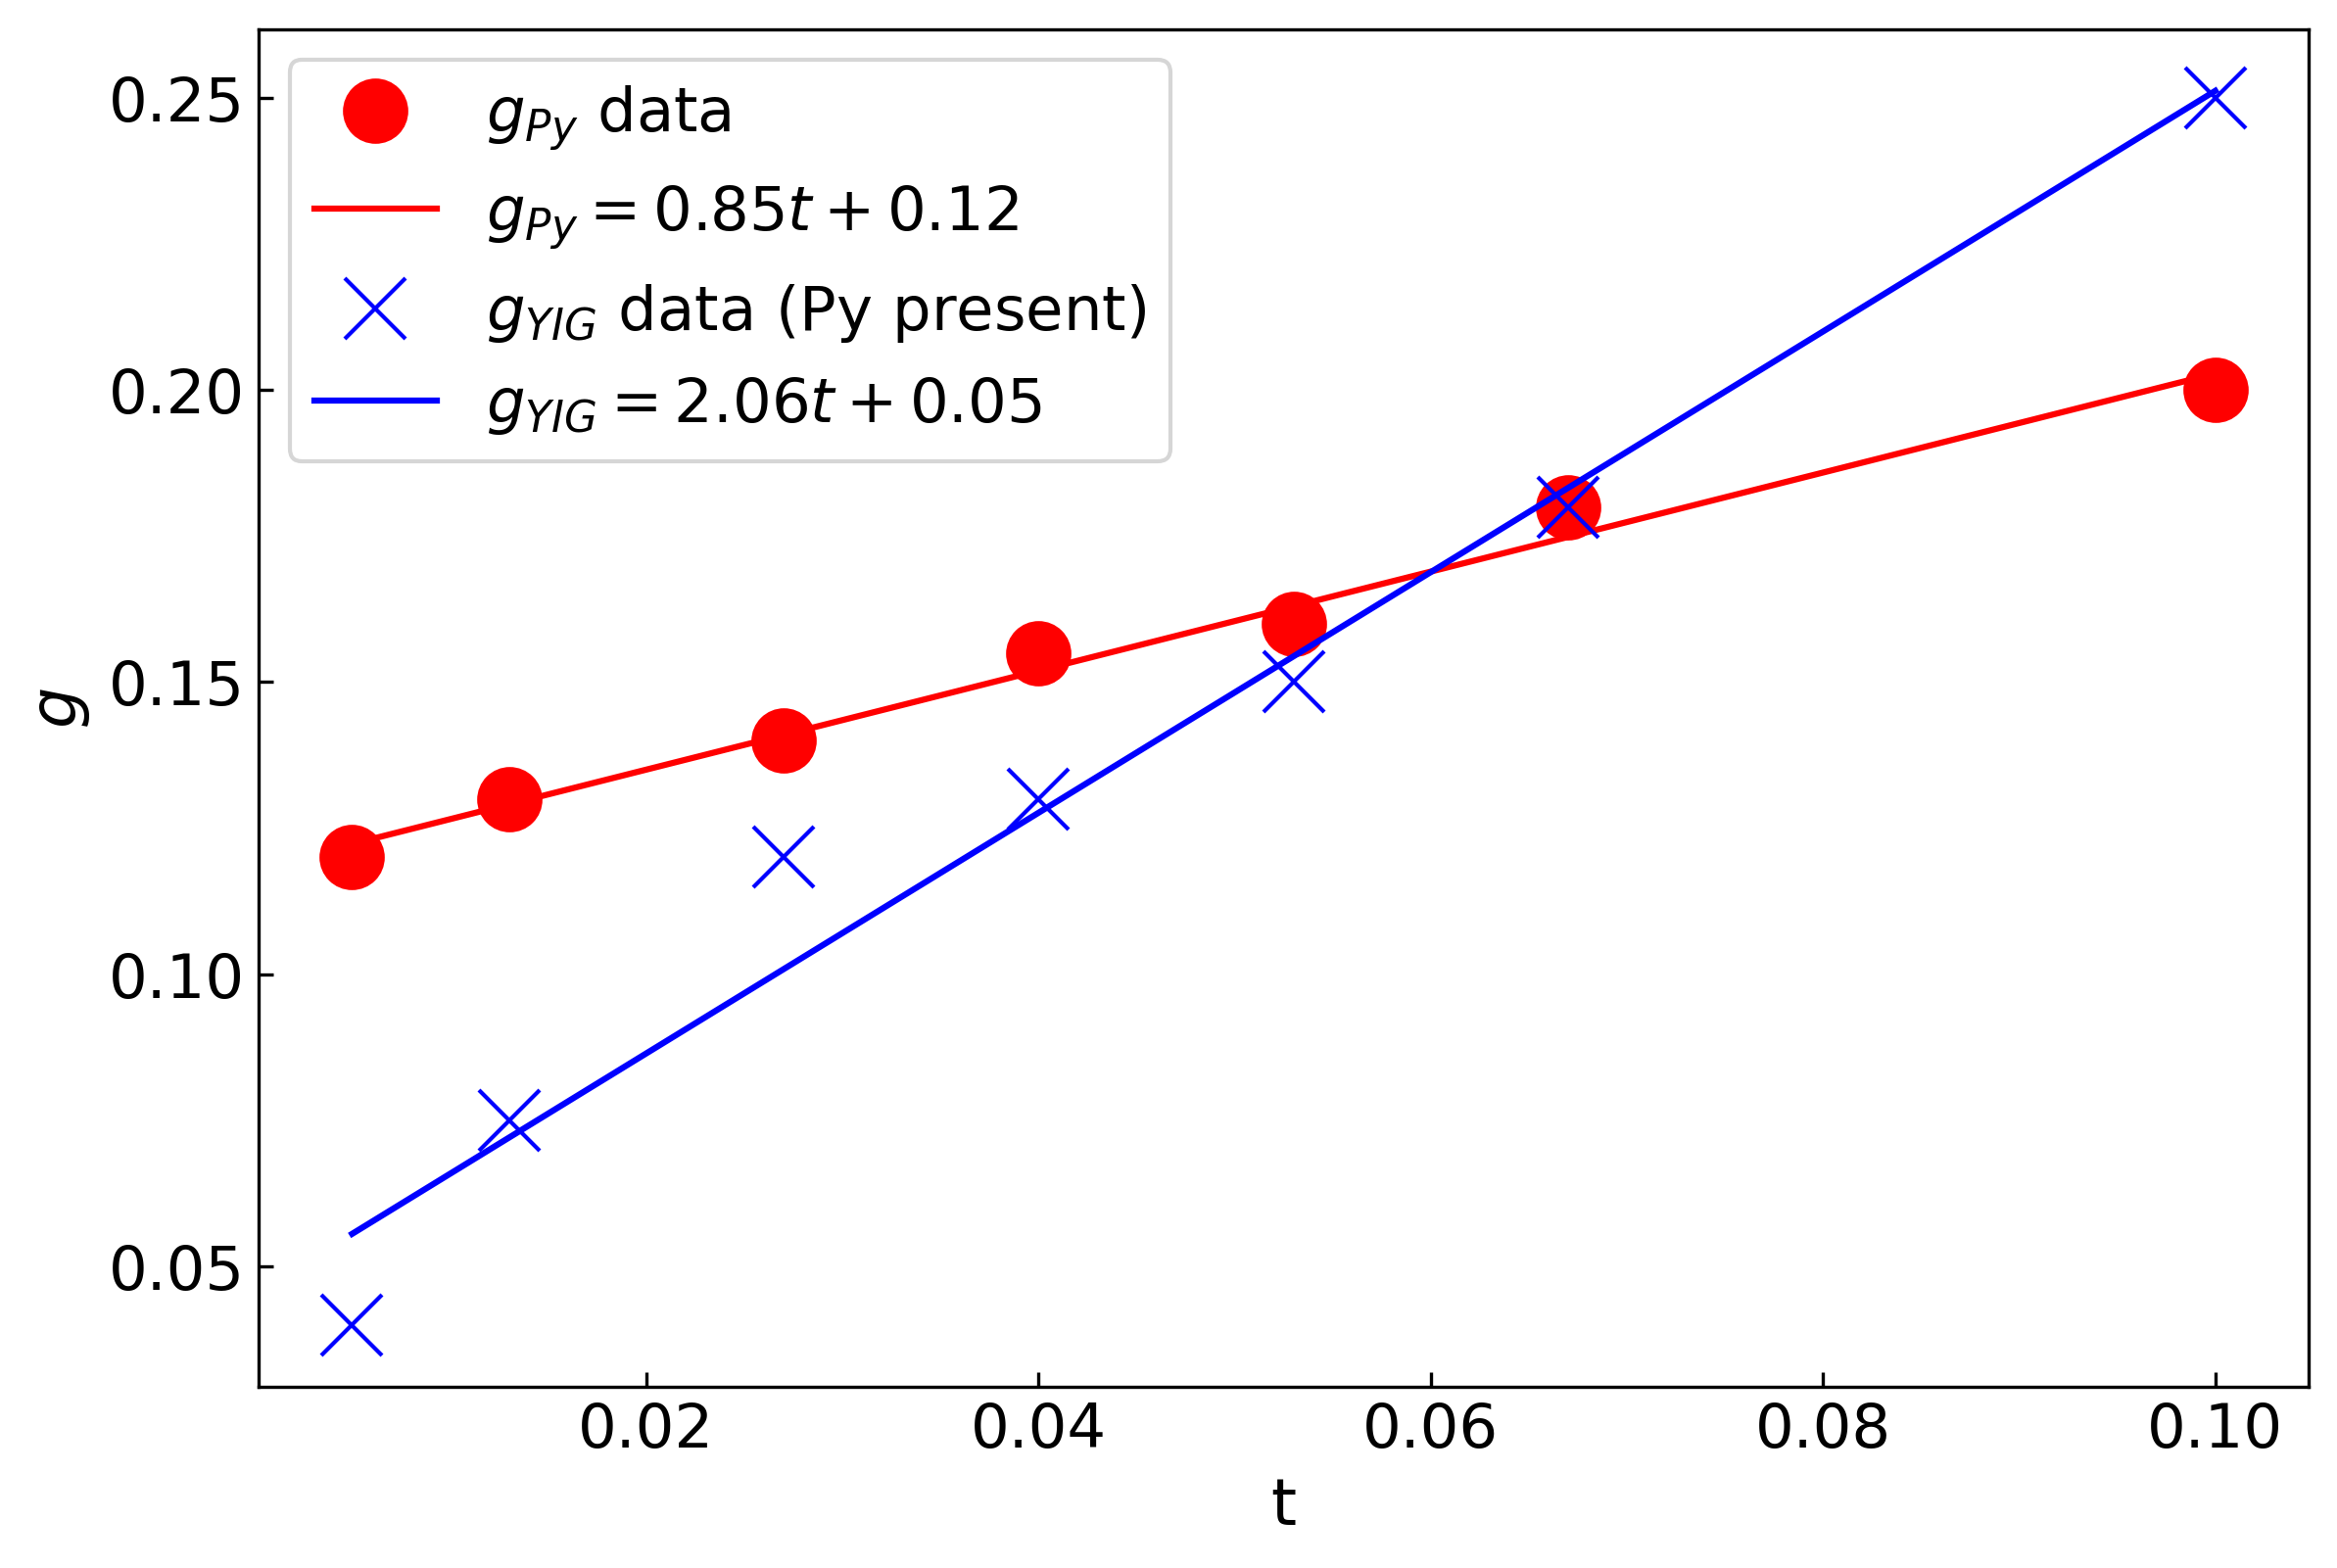 g_Py data
g_Py = 0.85t + 0.12
g_YIG data (Py present)
g_YIG = 2.06t + 0.05
0.25
0.20
0.15
0.10
0.05
g
0.02 0.04 0.06 0.08 0.10
t